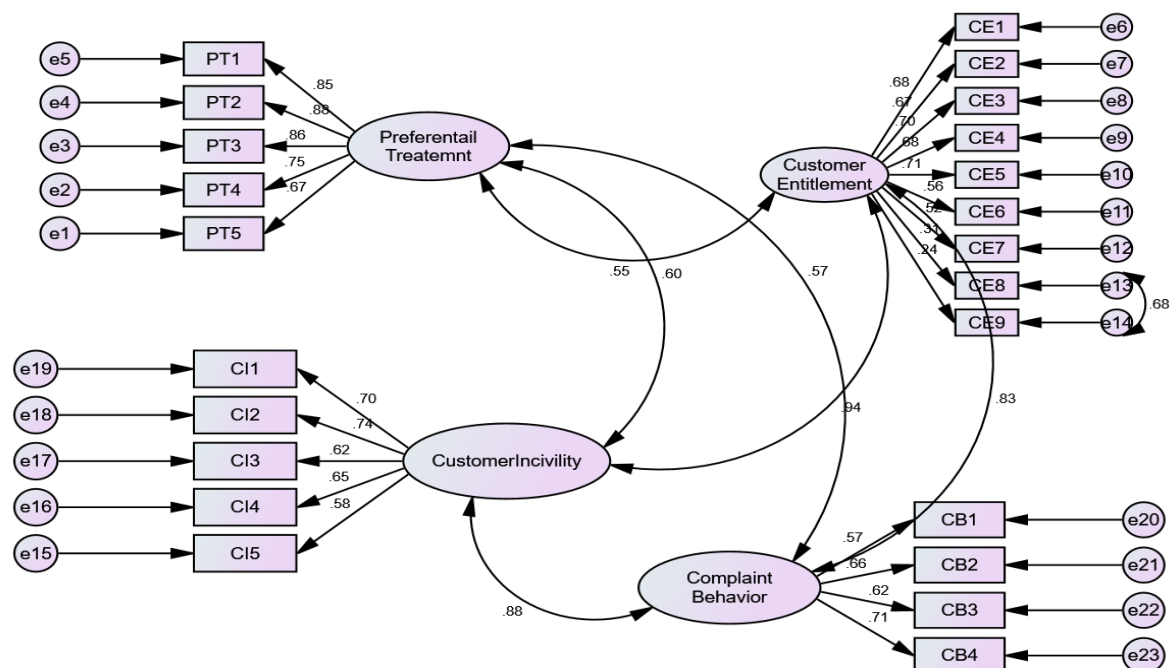 e5
PT1
.85
e4
PT2
.88
e3
PT3
.86
e2
PT4
.75
e1
PT5
.67
Preferentail
Treatemnt
CE1
e6
.68
CE2
e7
.67
CE3
e8
.70
CE4
e9
.68
CE5
e10
.71
CE6
e11
.56
CE7
e12
.52
CE8
e13
.31
CE9
e14
.24
.68
Customer
Entitlement
.55
.60
.57
.94
.83
.88
e19
CI1
.70
e18
CI2
.74
e17
CI3
.62
e16
CI4
.65
e15
CI5
.58
CustomerIncivility
Complaint
Behavior
.57
CB1
e20
.66
CB2
e21
.62
CB3
e22
.71
CB4
e23